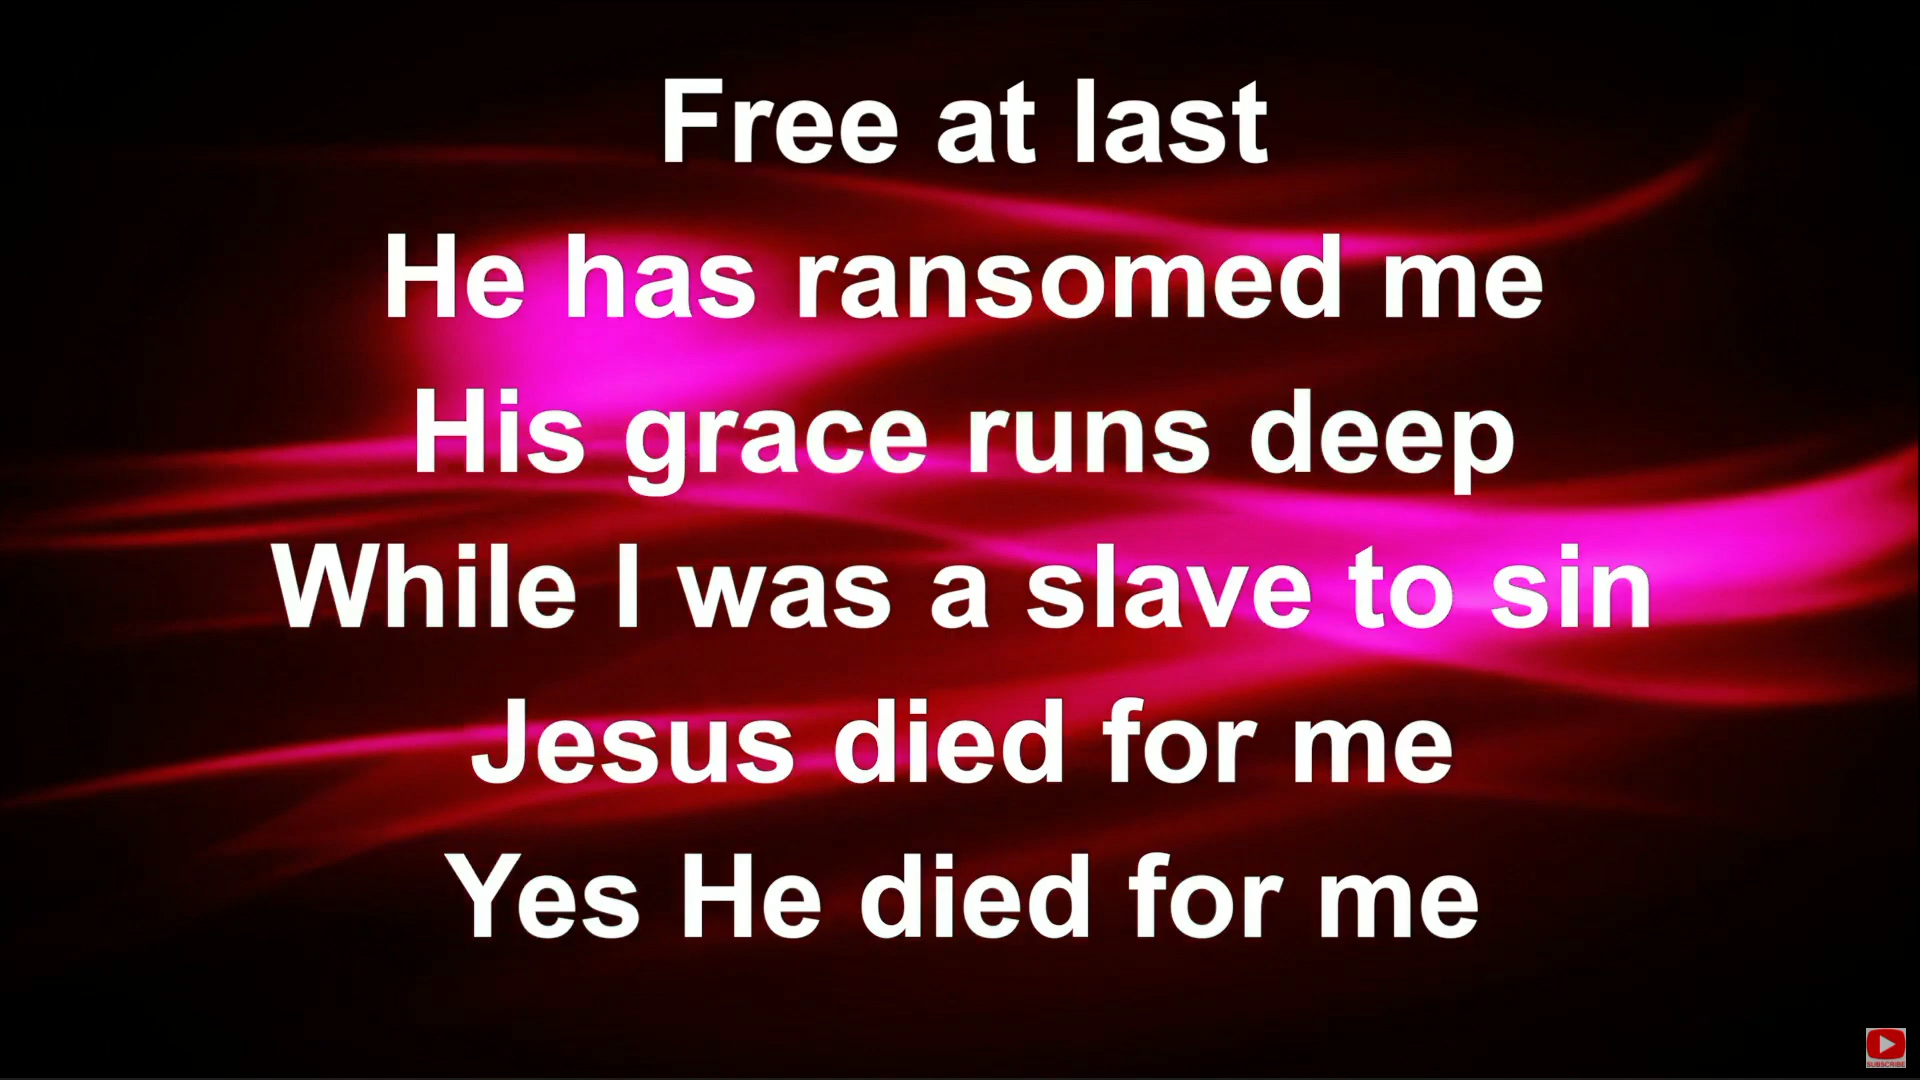 Free at last
He has ransomed me
His grace runs deep
While I was a slave to sin
Jesus died for me
Yes He died for me
SUBSCRIBE